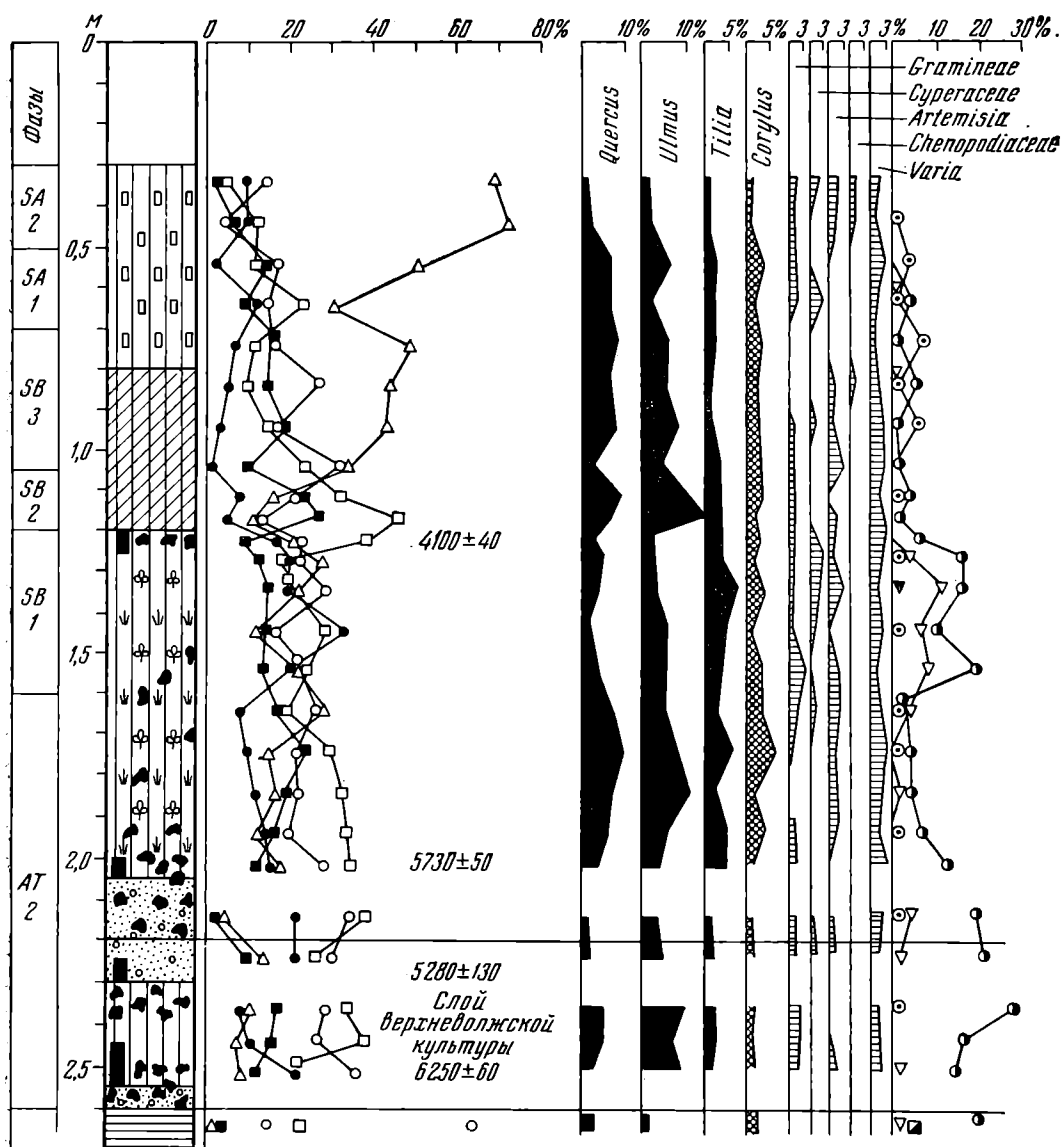 М
0 20 40 60 80%
10% 10% 5% 5% 3 3 3 3 3 1% 10 20 30%.
0
Фазы
Quercus
Ulmus
Tilia
Corylus
Gramineae
Cyperaceae
Artemisia
Chenopodiaceae
Varia
SA
2
0,5
SA
1
SB
3
1,0
SB
2
4100±40
SB
1
1,5
2,0
5730±50
AT
2
5280±130
Слой
верхневолжской
культуры
6250±60
2,5